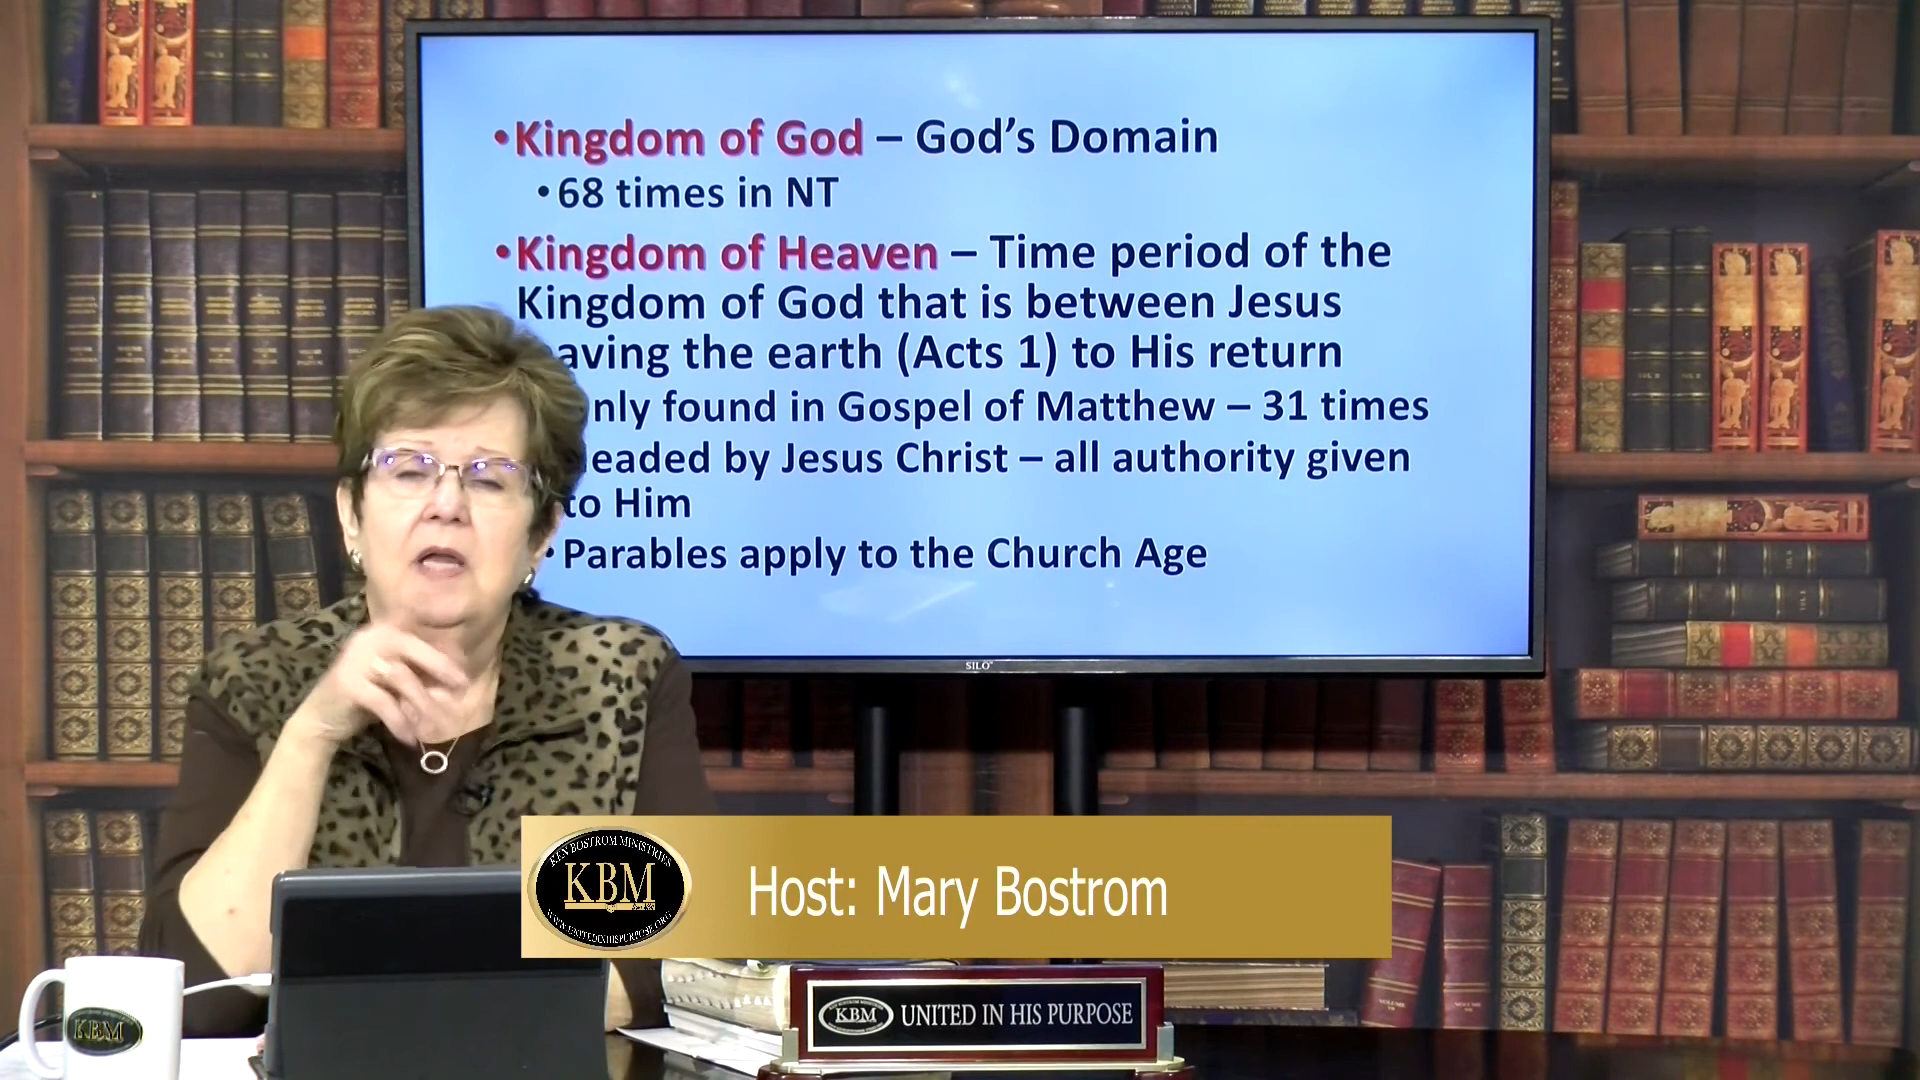 •Kingdom of God – God's Domain
•68 times in NT
•Kingdom of Heaven – Time period of the
Kingdom of God that is between Jesus
aving the earth (Acts 1) to His return
nly found in Gospel of Matthew – 31 times
eaded by Jesus Christ – all authority given
to Him
•Parables apply to the Church Age
SILO
KEN BOSTROM MINISTRIES
KBM
WWW.UNITEDINHISPURPOSE.ORG
Host: Mary Bostrom
KBM
KBM
UNITED IN HIS PURPOSE